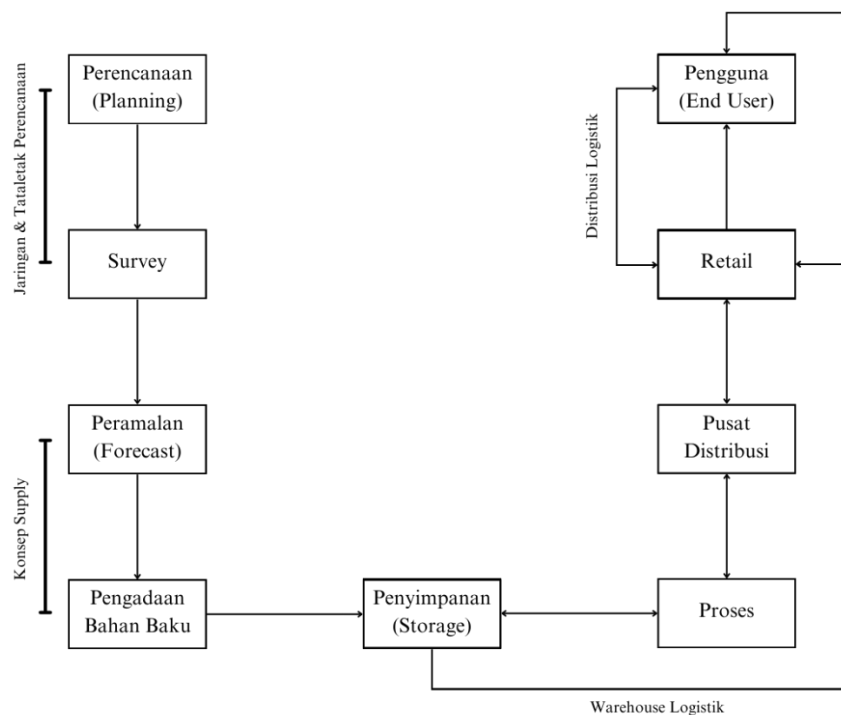 Perencanaan
(Planning)
Pengguna
(End User)
Jaringan & Tataletak Perencanaan
Distribusi Logistik
Survey
Retail
Peramalan
(Forecast)
Pusat
Distribusi
Konsep Supply
Pengadaan
Bahan Baku
Penyimpanan
(Storage)
Proses
Warehouse Logistik